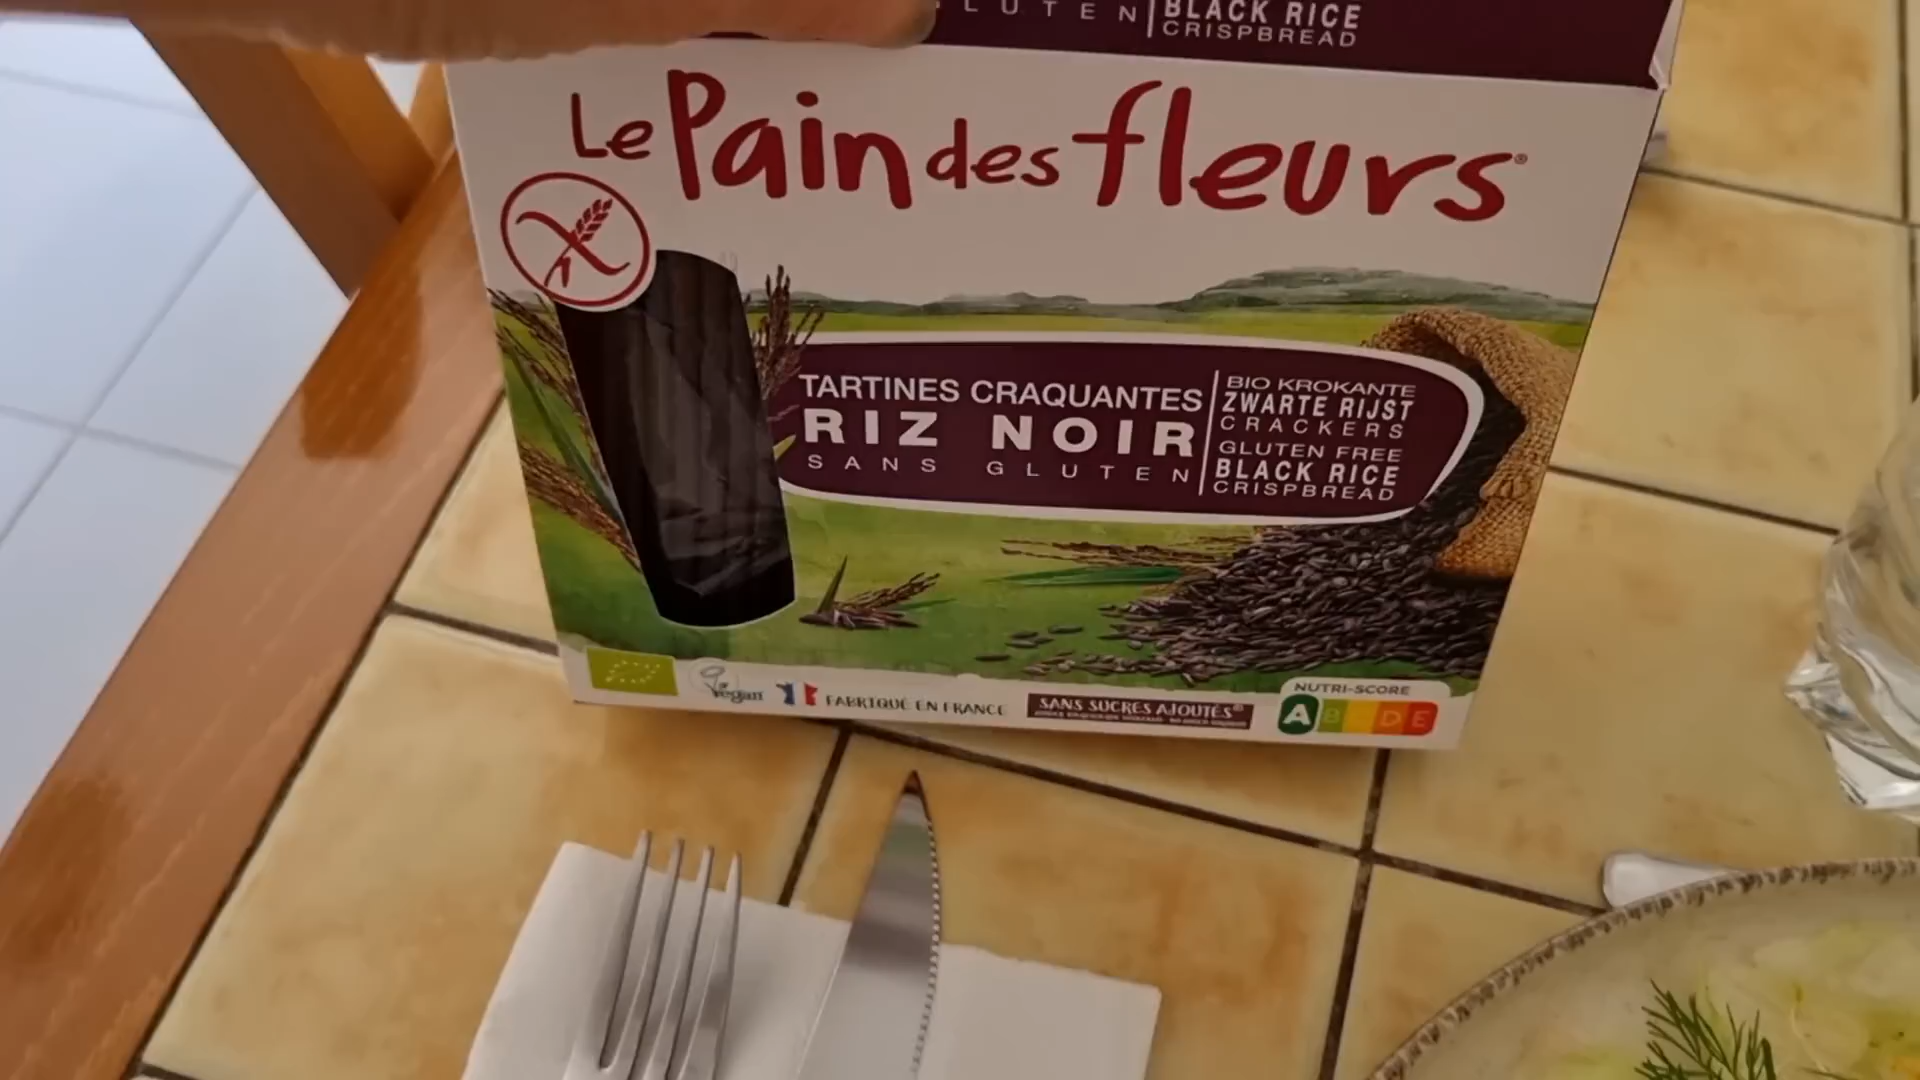 LUTEN
BLACK RICE
CRISPBREAD
Le Pain des fleurs®
TARTINES CRAQUANTES
RIZ NOIR
SANS GLUTEN
BIO KROKANTE
ZWARTE RIJST
CRACKERS
GLUTEN FREE
BLACK RICE
CRISPBREAD
vegan
FABRIQUÉ EN FRANCE
SANS SUCRES AJOUTÉS
NUTRI-SCORE
A B D E